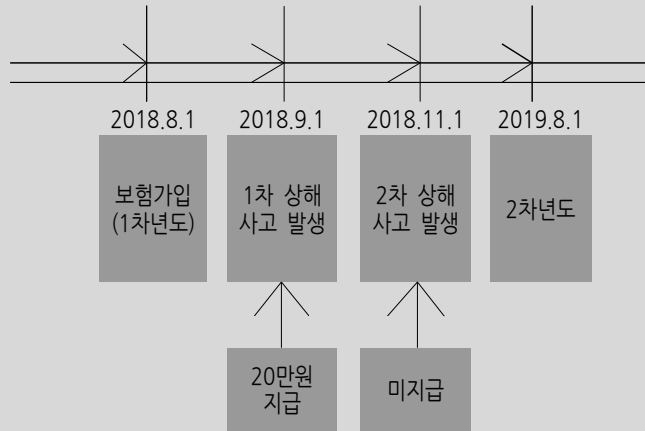 2018.8.1
2018.9.1
2018.11.1
2019.8.1
보험가입
(1차년도)
1차 상해
사고 발생
2차 상해
사고 발생
2차년도
20만원
지급
미지급